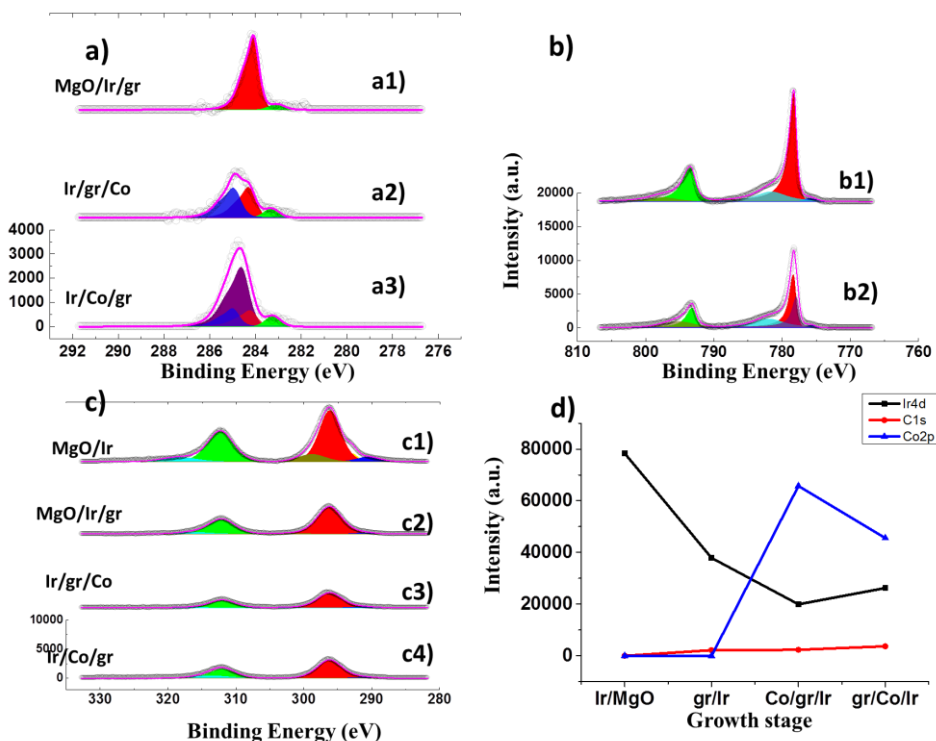 a)
MgO/Ir/gr
a1)
Ir/gr/Co
a2)
4000
3000
2000
1000
0
Ir/Co/gr
a3)
292 290 288 286 284 282 280 278 276
Binding Energy (eV)
b)
Intensity (a.u.)
20000
15000
10000
5000
0
b1)
b2)
810 800 790 780 770 760
Binding Energy (eV)
c)
MgO/Ir
c1)
MgO/Ir/gr
c2)
Ir/gr/Co
c3)
10000
5000
0
Ir/Co/gr
c4)
330 320 310 300 290 280
Binding Energy (eV)
d)
Ir4d
C1s
Co2p
Intensity (a.u.)
80000
60000
40000
20000
0
Ir/MgO gr/Ir Co/gr/Ir gr/Co/Ir
Growth stage